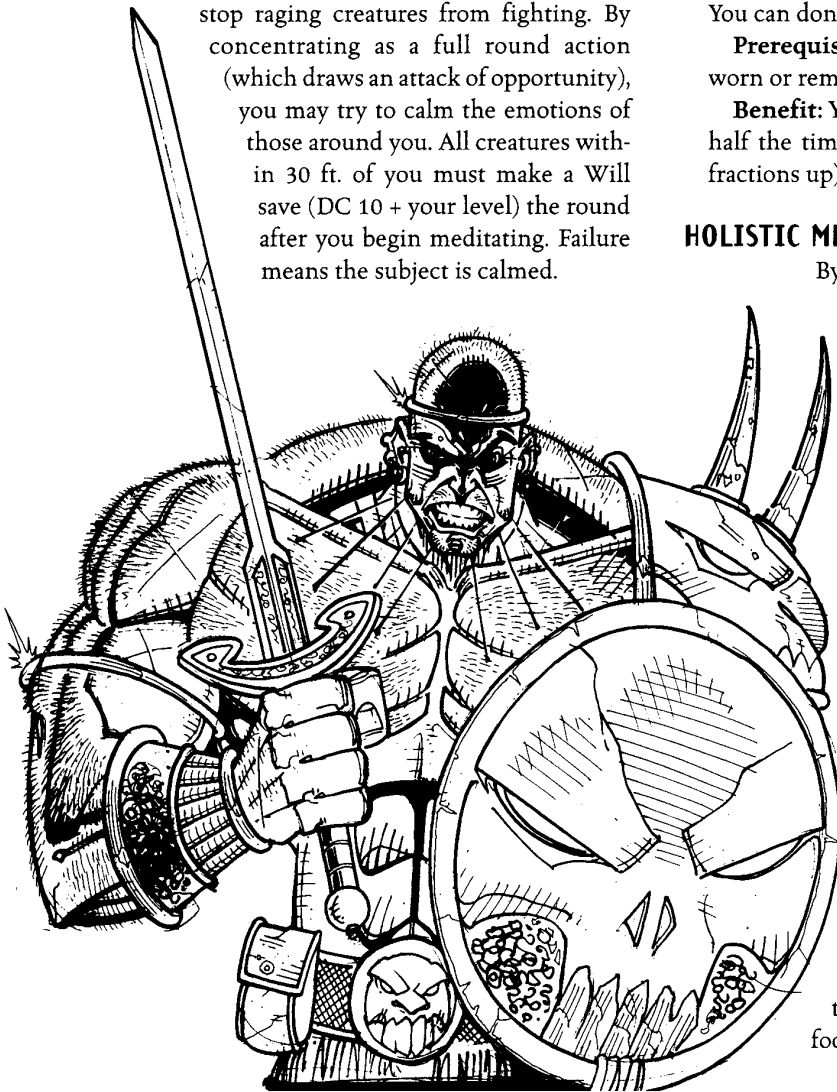 stop raging creatures from fighting. By
concentrating as a full round action
(which draws an attack of opportunity),
you may try to calm the emotions of
those around you. All creatures with-
in 30 ft. of you must make a Will
save (DC 10 + your level) the round
after you begin meditating. Failure
means the subject is calmed.
You can don
Prerequis
worn or rem
Benefit: Y
half the tim
fractions up)
HOLISTIC ME
By
t
foc